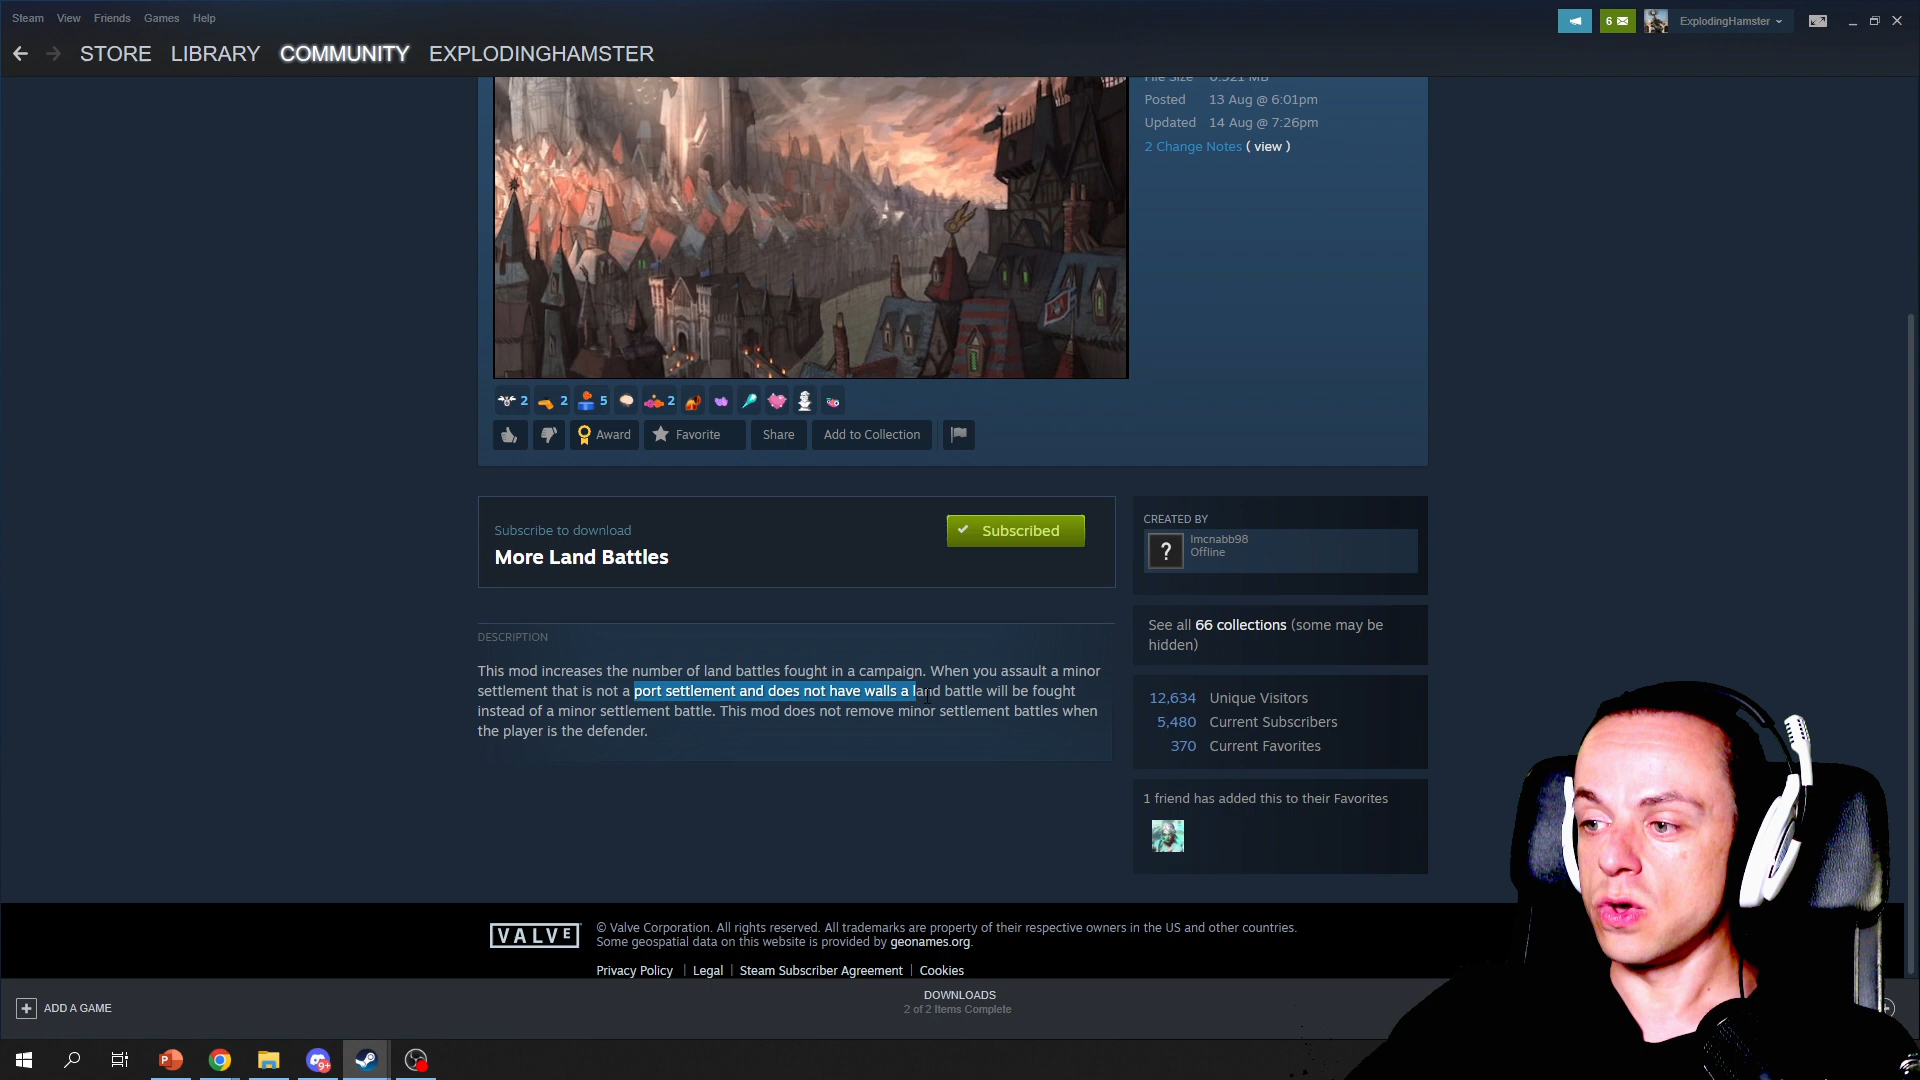 Steam View Friends Games Help
6 ExplodingHamster
STORE LIBRARY COMMUNITY EXPLODINGHAMSTER
File Size 0.321 MB
Posted 13 Aug @ 6:01pm
Updated 14 Aug @ 7:26pm
2 Change Notes ( view )
2 2 5 2
Award Favorite Share Add to Collection
Subscribe to download
More Land Battles
Subscribed
CREATED BY
lmcnabb98
Offline
See all 66 collections (some may be
hidden)
DESCRIPTION
This mod increases the number of land battles fought in a campaign. When you assault a minor
settlement that is not a port settlement and does not have walls a land battle will be fought
instead of a minor settlement battle. This mod does not remove minor settlement battles when
the player is the defender.
12,634 Unique Visitors
5,480 Current Subscribers
370 Current Favorites
1 friend has added this to their Favorites
VALVE
© Valve Corporation. All rights reserved. All trademarks are property of their respective owners in the US and other countries.
Some geospatial data on this website is provided by geonames.org.
Privacy Policy | Legal | Steam Subscriber Agreement | Cookies
ADD A GAME
DOWNLOADS
2 of 2 Items Complete
P 9+